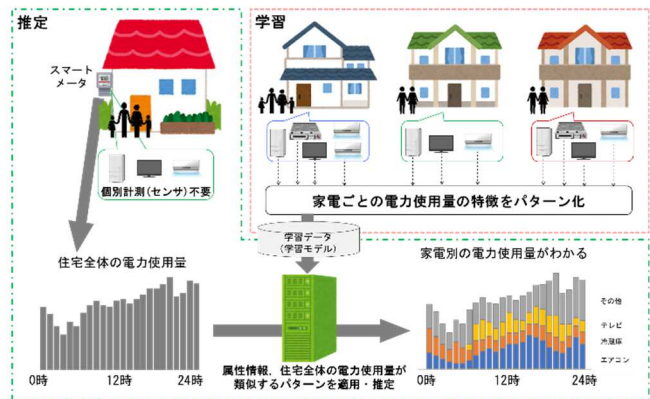 推定
スマート
メータ
個別計測(センサ)不要
住宅全体の電力使用量
0時
12時
24時
学習
家電ごとの電力使用量の特徴をパターン化
学習データ
(学習モデル)
属性情報，住宅全体の電力使用量が
類似するパターンを適用・推定
家電別の電力使用量がわかる
その他
テレビ
冷蔵庫
エアコン
0時
12時
24時